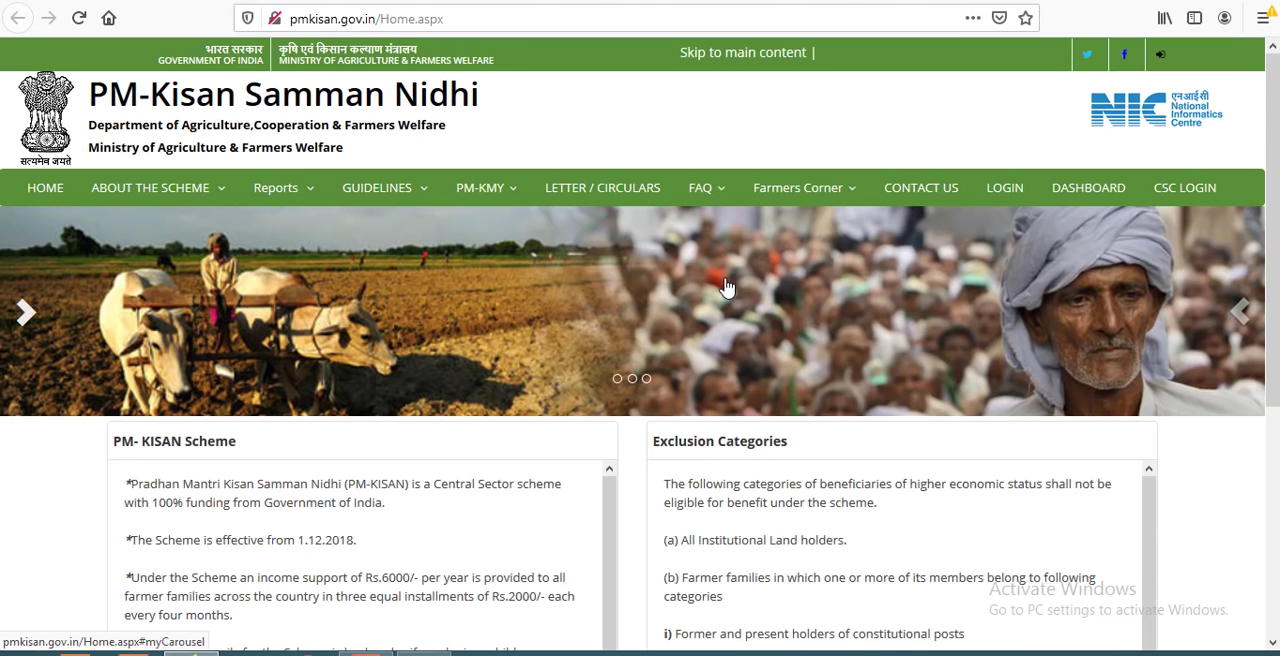 pmkisan.gov.in/Home.aspx
भारत सरकार
GOVERNMENT OF INDIA
कृषि एवं किसान कल्याण मंत्रालय
MINISTRY OF AGRICULTURE & FARMERS WELFARE
Skip to main content |
PM-Kisan Samman Nidhi
Department of Agriculture,Cooperation & Farmers Welfare
Ministry of Agriculture & Farmers Welfare
सत्यमेव जयते
NIC
एनआईसी
National
Informatics
Centre
HOME ABOUT THE SCHEME Reports GUIDELINES PM-KMY LETTER / CIRCULARS FAQ Farmers Corner CONTACT US LOGIN DASHBOARD CSC LOGIN
PM- KISAN Scheme
*Pradhan Mantri Kisan Samman Nidhi (PM-KISAN) is a Central Sector scheme
with 100% funding from Government of India.
*The Scheme is effective from 1.12.2018.
*Under the Scheme an income support of Rs.6000/- per year is provided to all
farmer families across the country in three equal installments of Rs.2000/- each
every four months.
Exclusion Categories
The following categories of beneficiaries of higher economic status shall not be
eligible for benefit under the scheme.
(a) All Institutional Land holders.
(b) Farmer families in which one or more of its members belong to following
categories
i) Former and present holders of constitutional posts
Activate Windows
Go to PC settings to activate Windows.
pmkisan.gov.in/Home.aspx#myCarousel